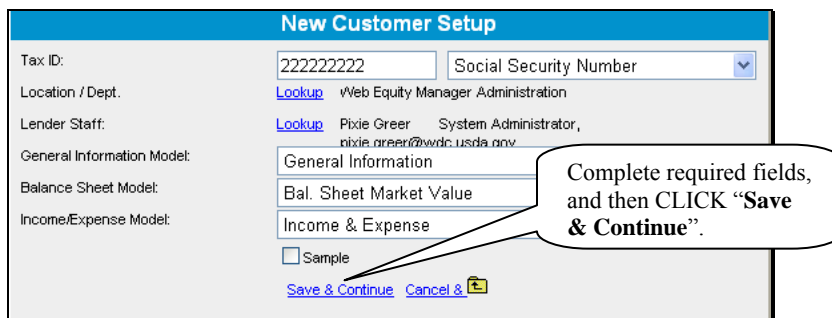 New Customer Setup
Tax ID: 222222222 Social Security Number
Location / Dept. Lookup Web Equity Manager Administration
Lender Staff: Lookup Pixie Greer System Administrator,
pixie.greer@wdc.usda.gov
General Information Model: General Information
Balance Sheet Model: Bal. Sheet Market Value
Income/Expense Model: Income & Expense
Sample
Save & Continue Cancel &
Complete required fields,
and then CLICK “Save
& Continue”.